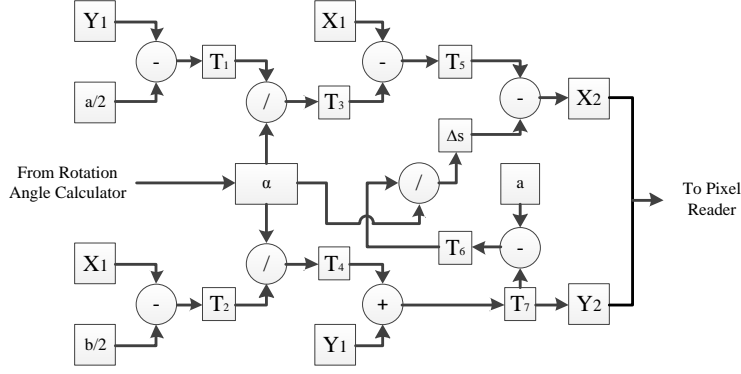 Y1
X1
-
T1
-
T5
a/2
/
T3
-
X2
Δs
From Rotation
Angle Calculator
α
/
a
To Pixel
Reader
X1
/
T4
T6
-
-
T2
+
T7
Y2
b/2
Y1